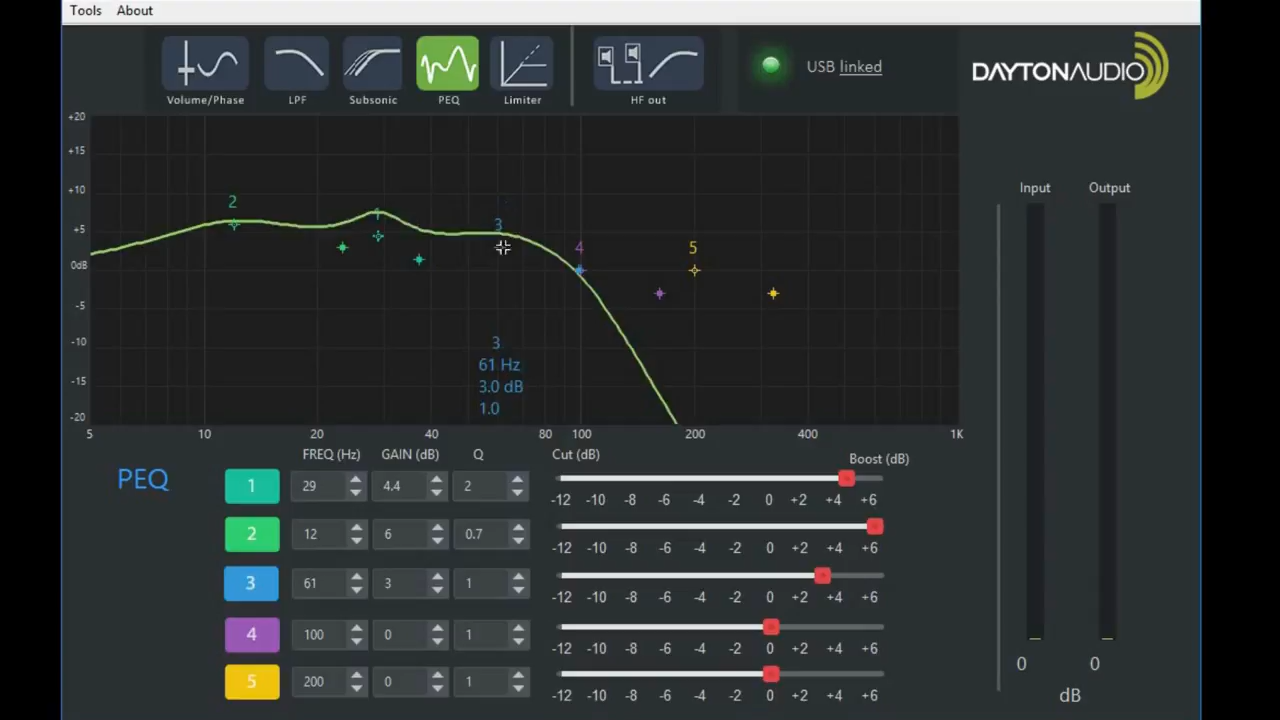 Tools About
Volume/Phase LPF Subsonic PEQ Limiter HF out
USB linked
DAYTONAUDIO
+20
+15
+10
+5
0dB
-5
-10
-15
-20
2
1
3
4
5
3
61 Hz
3.0 dB
1.0
5 10 20 40 80 100 200 400 1K
Input Output
0 0
dB
PEQ
FREQ (Hz) GAIN (dB) Q Cut (dB) Boost (dB)
1 29 4.4 2
-12 -10 -8 -6 -4 -2 0 +2 +4 +6
2 12 6 0.7
-12 -10 -8 -6 -4 -2 0 +2 +4 +6
3 61 3 1
-12 -10 -8 -6 -4 -2 0 +2 +4 +6
4 100 0 1
-12 -10 -8 -6 -4 -2 0 +2 +4 +6
5 200 0 1
-12 -10 -8 -6 -4 -2 0 +2 +4 +6